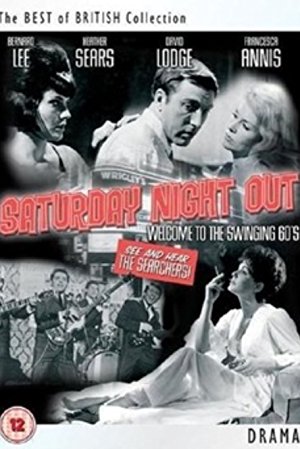 The BEST of BRITISH Collection
BERNARD LEE
HEATHER SEARS
DAVID LODGE
FRANCESCA ANNIS
WRIGLEY'S
SATURDAY NIGHT OUT
WELCOME TO THE SWINGING 60'S
SEE AND HEAR
THE SEARCHERS!
12
DRAMA